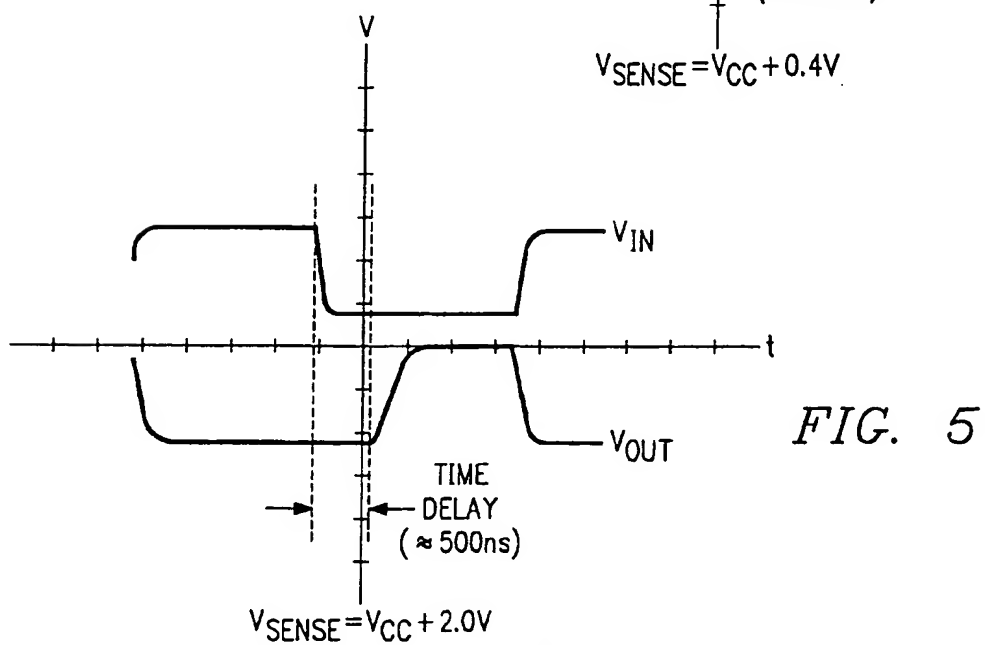 V
V_SENSE=V_CC+0.4V
V_IN
t
V_OUT
FIG. 5
TIME
DELAY
(≈500ns)
V_SENSE=V_CC+2.0V